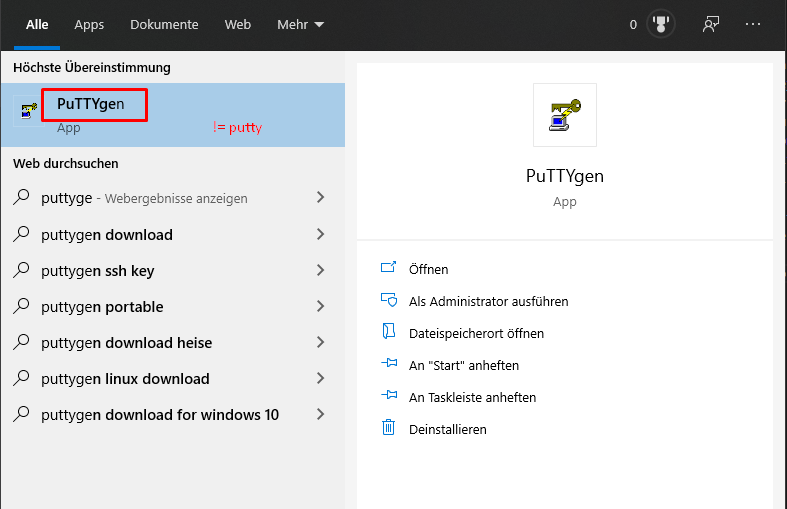 Alle Apps Dokumente Web Mehr 0 ...
Höchste Übereinstimmung
PuTTYgen
App != putty
Web durchsuchen
puttyge - Webergebnisse anzeigen
puttygen download
puttygen ssh key
puttygen portable
puttygen download heise
puttygen linux download
puttygen download for windows 10
PuTTYgen
App
Öffnen
Als Administrator ausführen
Dateispeicherort öffnen
An "Start" anheften
An Taskleiste anheften
Deinstallieren